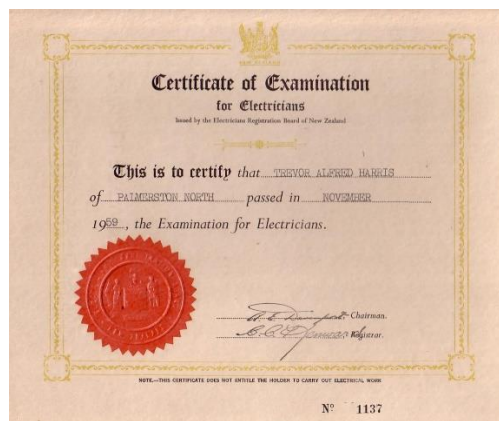 Certificate of Examination
for Electricians
Issued by the Electricians Registration Board of New Zealand
This is to certify that TREVOR ALFRED HARRIS
of PALMERSTON NORTH passed in NOVEMBER
1959, the Examination for Electricians.
Chairman.
Registrar.
NOTE.—THIS CERTIFICATE DOES NOT ENTITLE THE HOLDER TO CARRY OUT ELECTRICAL WORK
Nº 1137